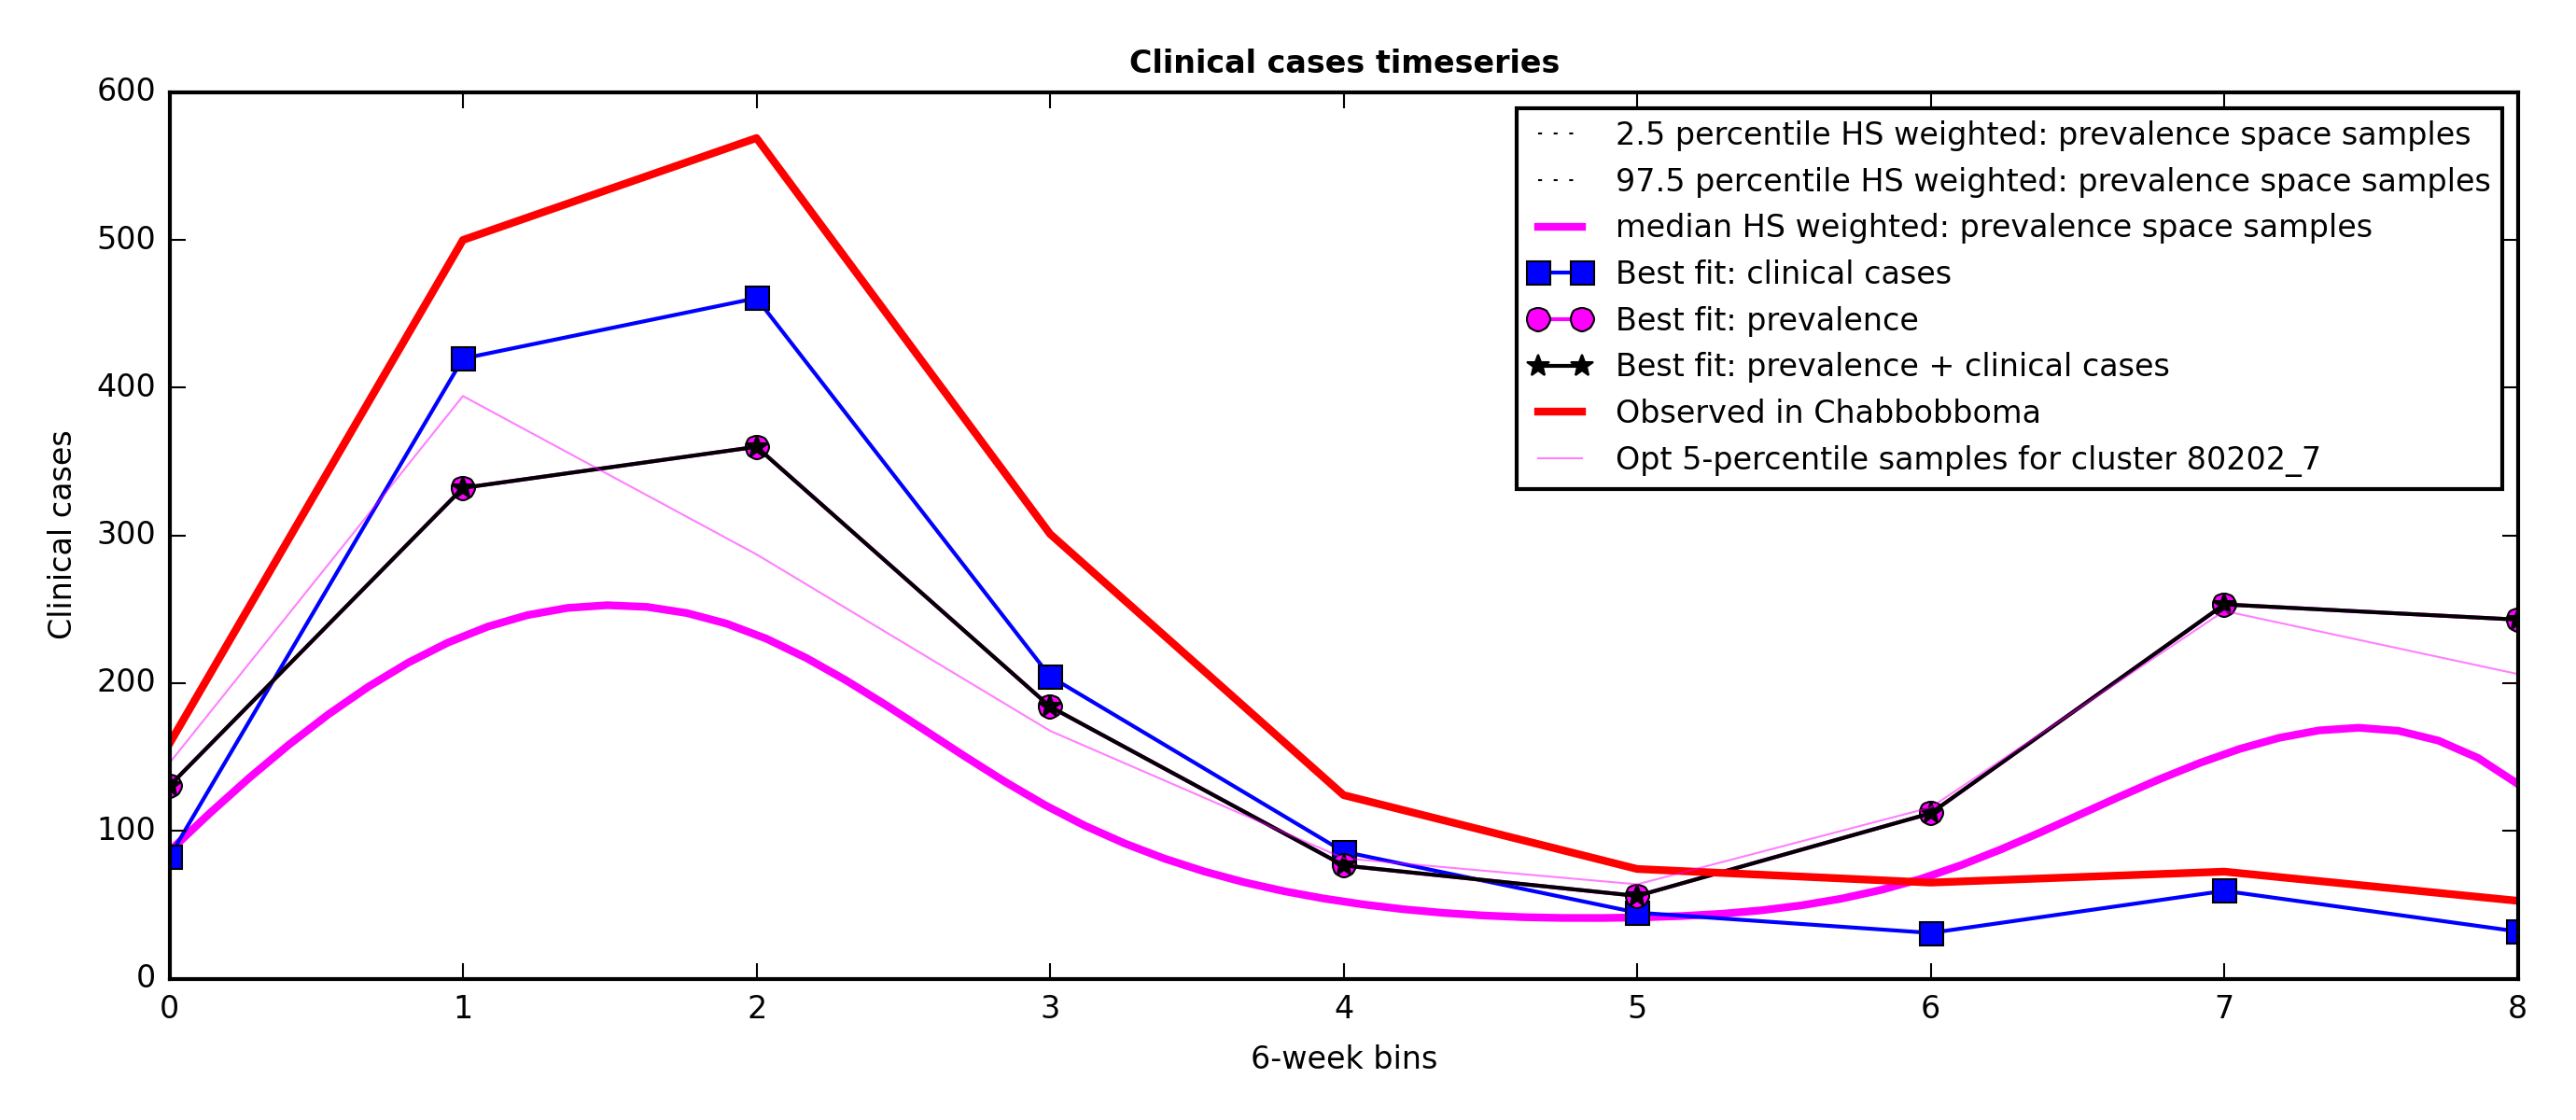 Clinical cases timeseries
600
500
400
300
200
100
0
Clinical cases
2.5 percentile HS weighted: prevalence space samples
97.5 percentile HS weighted: prevalence space samples
median HS weighted: prevalence space samples
Best fit: clinical cases
Best fit: prevalence
Best fit: prevalence + clinical cases
Observed in Chabbobboma
Opt 5-percentile samples for cluster 80202_7
0 1 2 3 4 5 6 7 8
6-week bins